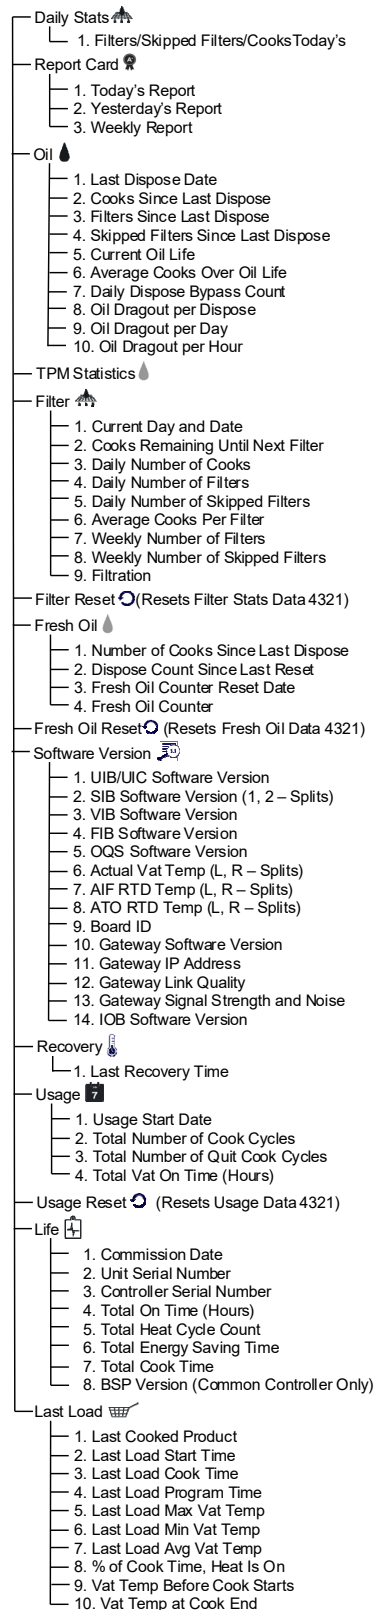 Daily Stats
1. Filters/Skipped Filters/CooksToday's
Report Card
1. Today's Report
2. Yesterday's Report
3. Weekly Report
Oil
1. Last Dispose Date
2. Cooks Since Last Dispose
3. Filters Since Last Dispose
4. Skipped Filters Since Last Dispose
5. Current Oil Life
6. Average Cooks Over Oil Life
7. Daily Dispose Bypass Count
8. Oil Dragout per Dispose
9. Oil Dragout per Day
10. Oil Dragout per Hour
TPM Statistics
Filter
1. Current Day and Date
2. Cooks Remaining Until Next Filter
3. Daily Number of Cooks
4. Daily Number of Filters
5. Daily Number of Skipped Filters
6. Average Cooks Per Filter
7. Weekly Number of Filters
8. Weekly Number of Skipped Filters
9. Filtration
Filter Reset (Resets Filter Stats Data 4321)
Fresh Oil
1. Number of Cooks Since Last Dispose
2. Dispose Count Since Last Reset
3. Fresh Oil Counter Reset Date
4. Fresh Oil Counter
Fresh Oil Reset (Resets Fresh Oil Data 4321)
Software Version
1. UIB/UIC Software Version
2. SIB Software Version (1, 2 – Splits)
3. VIB Software Version
4. FIB Software Version
5. OQS Software Version
6. Actual Vat Temp (L, R – Splits)
7. AIF RTD Temp (L, R – Splits)
8. ATO RTD Temp (L, R – Splits)
9. Board ID
10. Gateway Software Version
11. Gateway IP Address
12. Gateway Link Quality
13. Gateway Signal Strength and Noise
14. IOB Software Version
Recovery
1. Last Recovery Time
Usage 7
1. Usage Start Date
2. Total Number of Cook Cycles
3. Total Number of Quit Cook Cycles
4. Total Vat On Time (Hours)
Usage Reset (Resets Usage Data 4321)
Life
1. Commission Date
2. Unit Serial Number
3. Controller Serial Number
4. Total On Time (Hours)
5. Total Heat Cycle Count
6. Total Energy Saving Time
7. Total Cook Time
8. BSP Version (Common Controller Only)
Last Load
1. Last Cooked Product
2. Last Load Start Time
3. Last Load Cook Time
4. Last Load Program Time
5. Last Load Max Vat Temp
6. Last Load Min Vat Temp
7. Last Load Avg Vat Temp
8. % of Cook Time, Heat Is On
9. Vat Temp Before Cook Starts
10. Vat Temp at Cook End